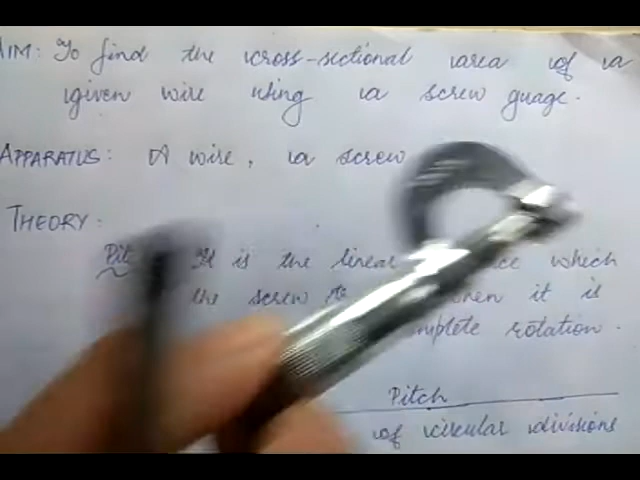 AIM: To find the cross-sectional area of a
given wire using a screw guage.
APPARATUS: A wire, a screw
THEORY:
It is the linear which
the screw when it is
complete rotation.
Pitch
of circular divisions